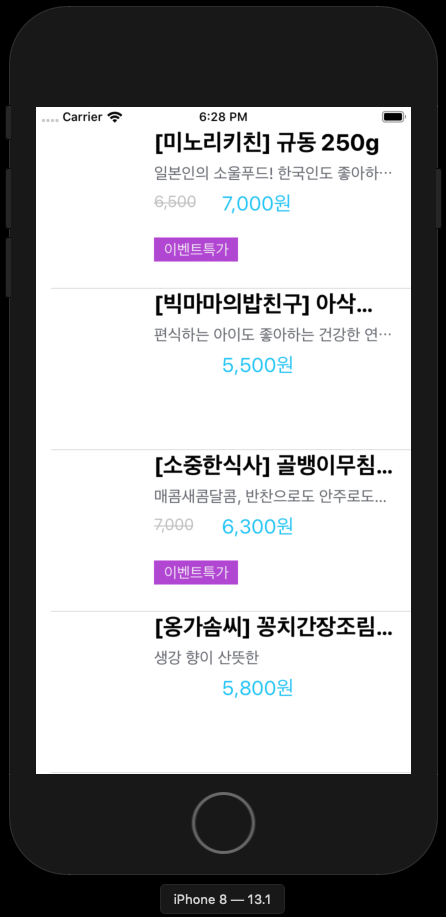 Carrier 6:28 PM
[미노리키친] 규동 250g
일본인의 소울푸드! 한국인도 좋아하…
6,500 7,000원
이벤트특가
[빅마마의밥친구] 아삭...
편식하는 아이도 좋아하는 건강한 연…
5,500원
[소중한식사] 골뱅이무침...
매콤새콤달콤, 반찬으로도 안주로도...
7,000 6,300원
이벤트특가
[옹가솜씨] 꽁치간장조림...
생강 향이 산뜻한
5,800원
iPhone 8 — 13.1